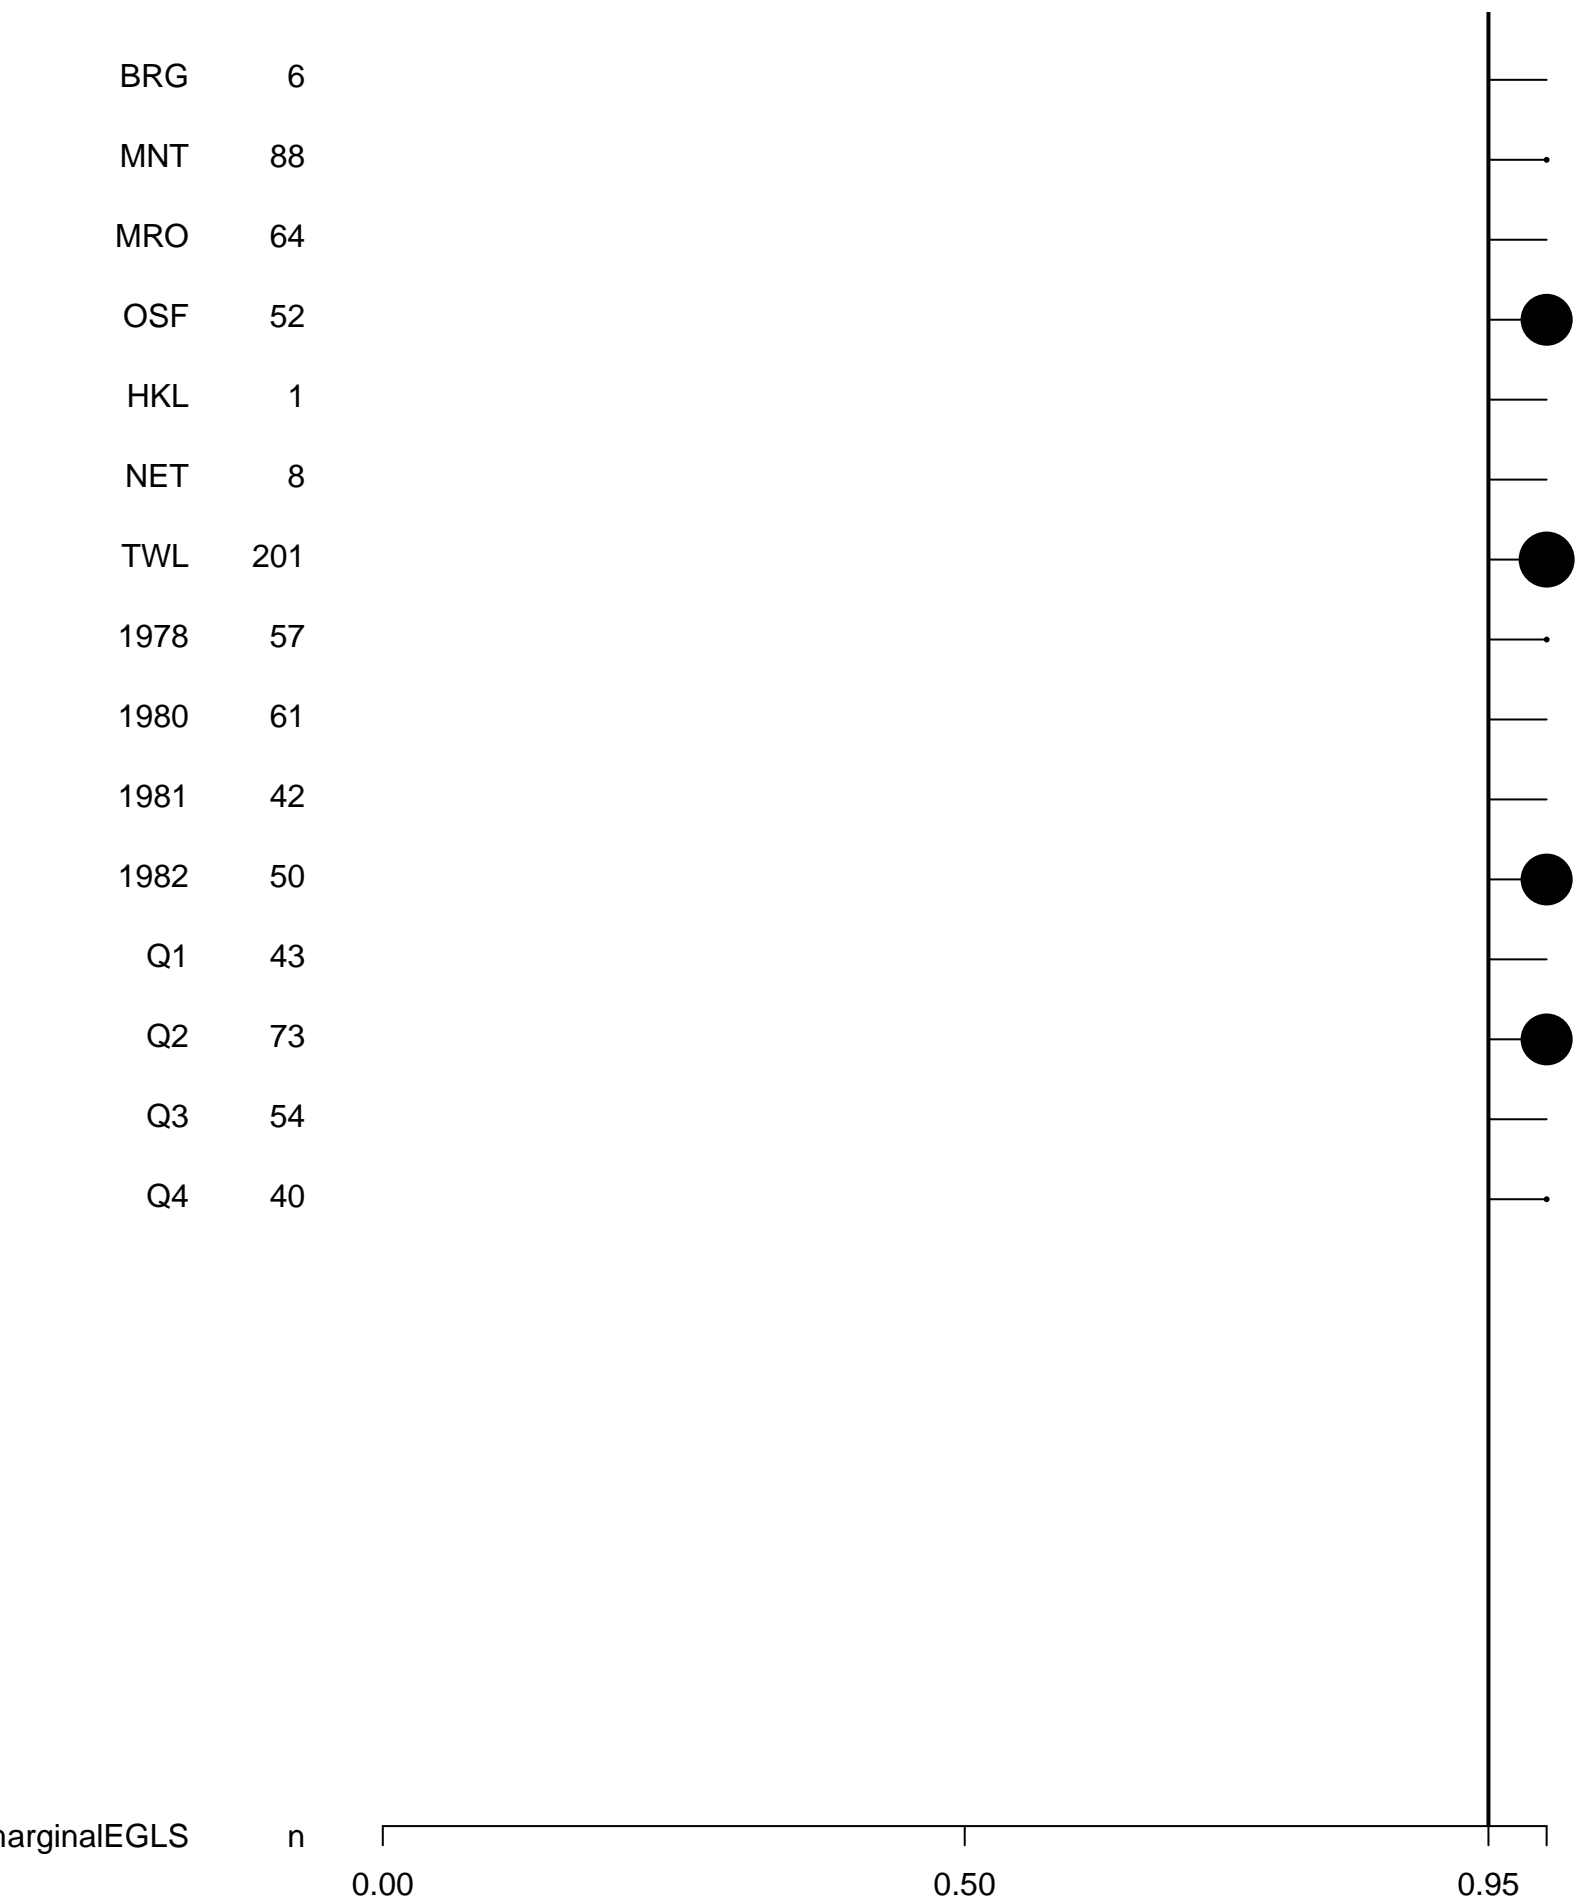 BRG 6
MNT 88
MRO 64
OSF 52
HKL 1
NET 8
TWL 201
1978 57
1980 61
1981 42
1982 50
Q1 43
Q2 73
Q3 54
Q4 40
arginalEGLS n
0.00 0.50 0.95